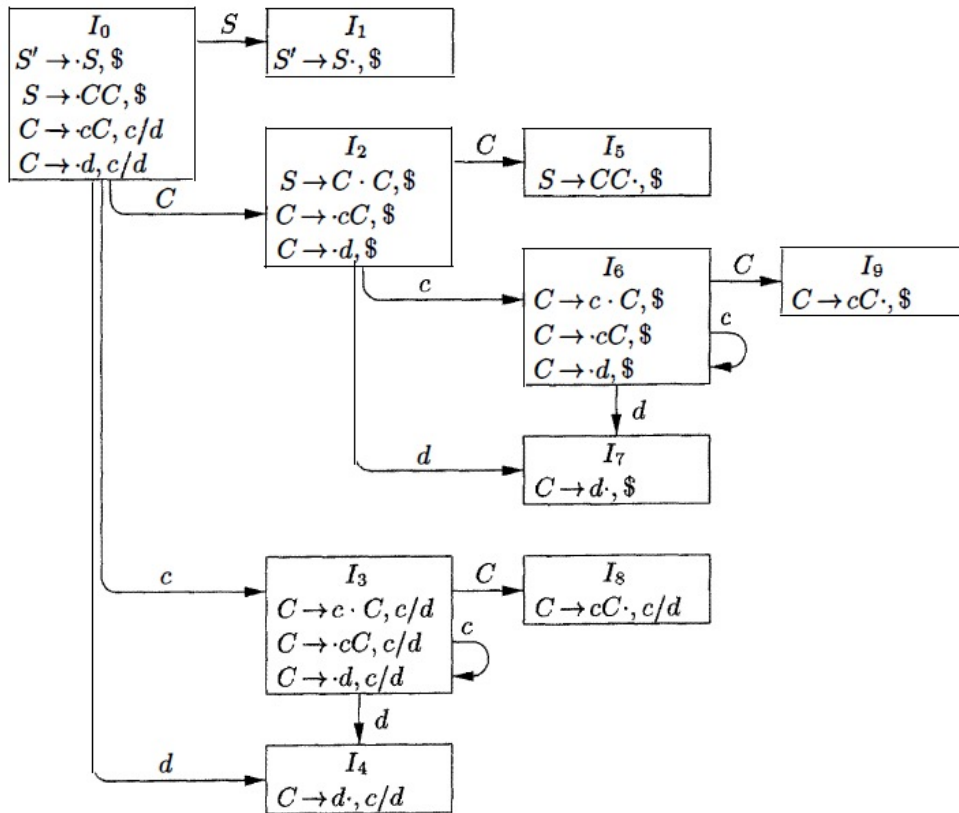 I₀
S′ → ·S, $
S → ·CC, $
C → ·cC, c/d
C → ·d, c/d
S
I₁
S′ → S·, $
C
I₂
S → C · C, $
C → ·cC, $
C → ·d, $
C
I₅
S → CC·, $
c
I₆
C → c · C, $
C → ·cC, $
C → ·d, $
C
I₉
C → cC·, $
c
d
d
I₇
C → d·, $
c
I₃
C → c · C, c/d
C → ·cC, c/d
C → ·d, c/d
C
I₈
C → cC·, c/d
c
d
d
I₄
C → d·, c/d